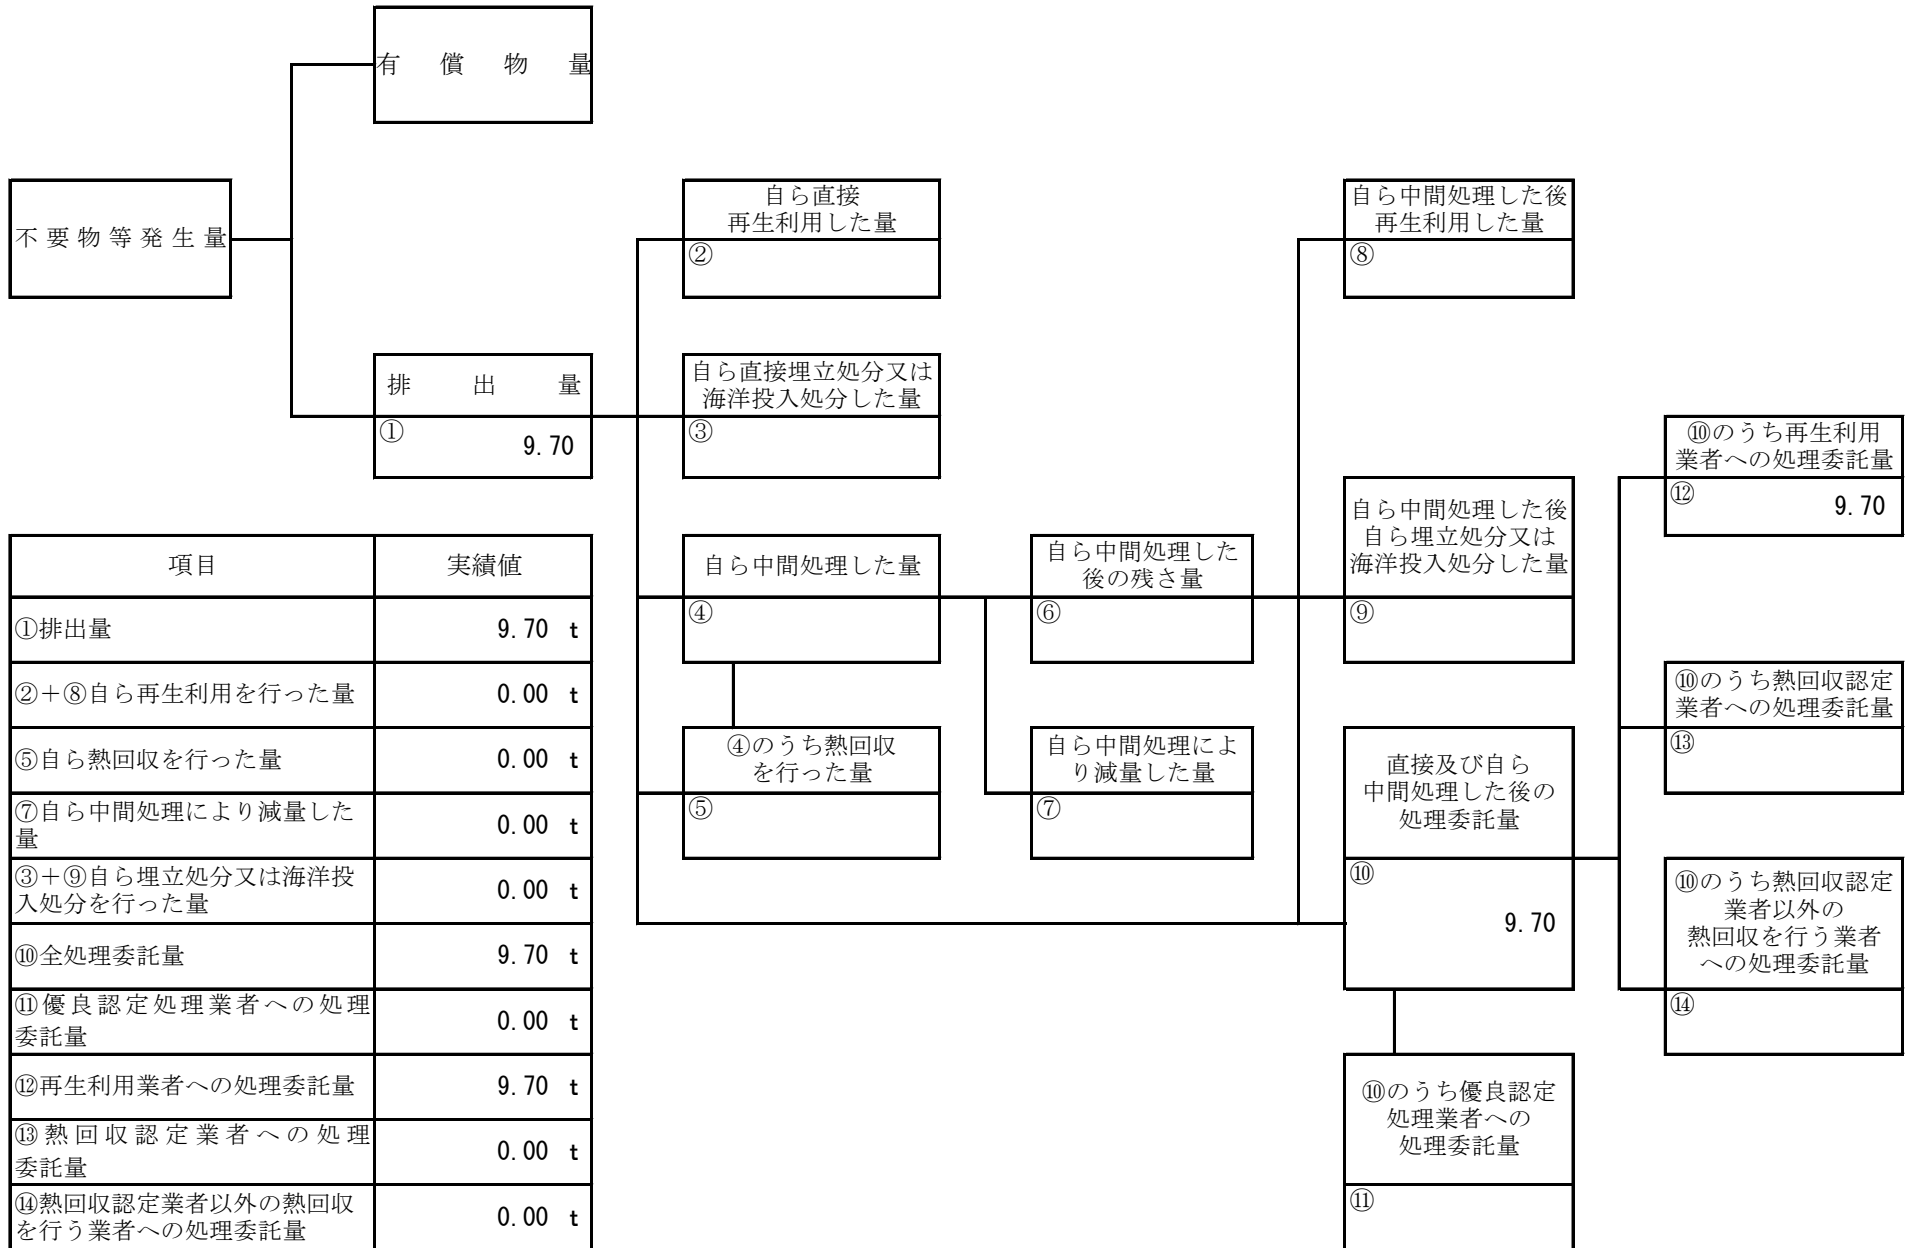 有償物量
不要物等発生量
排出量
①
9.70
自ら直接
再生利用した量
②
自ら直接埋立処分又は
海洋投入処分した量
③
自ら中間処理した量
④
④のうち熱回収
を行った量
⑤
自ら中間処理した
後の残さ量
⑥
自ら中間処理によ
り減量した量
⑦
自ら中間処理した後
再生利用した量
⑧
自ら中間処理した後
自ら埋立処分又は
海洋投入処分した量
⑨
直接及び自ら
中間処理した後の
処理委託量
⑩
9.70
⑩のうち優良認定
処理業者への
処理委託量
⑪
⑩のうち再生利用
業者への処理委託量
⑫
9.70
⑩のうち熱回収認定
業者への処理委託量
⑬
⑩のうち熱回収認定
業者以外の
熱回収を行う業者
への処理委託量
⑭
項目 実績値
①排出量 9.70 t
②＋⑧自ら再生利用を行った量 0.00 t
⑤自ら熱回収を行った量 0.00 t
⑦自ら中間処理により減量した
量 0.00 t
③＋⑨自ら埋立処分又は海洋投
入処分を行った量 0.00 t
⑩全処理委託量 9.70 t
⑪優良認定処理業者への処理
委託量 0.00 t
⑫再生利用業者への処理委託量 9.70 t
⑬熱回収認定業者への処理
委託量 0.00 t
⑭熱回収認定業者以外の熱回収
を行う業者への処理委託量 0.00 t